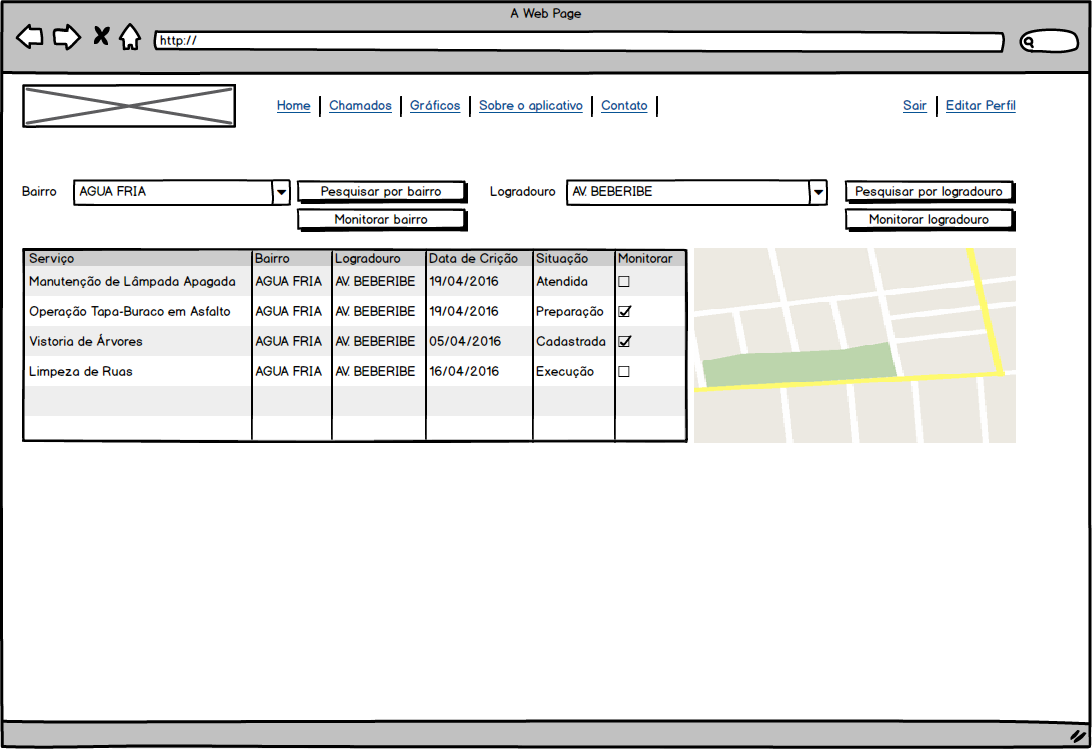 A Web Page
http://
Home Chamados Gráficos Sobre o aplicativo Contato Sair Editar Perfil
Bairro AGUA FRIA Pesquisar por bairro Logradouro AV. BEBERIBE Pesquisar por logradouro
Monitorar bairro Monitorar logradouro
Serviço Bairro Logradouro Data de Crição Situação Monitorar
Manutenção de Lâmpada Apagada AGUA FRIA AV. BEBERIBE 19/04/2016 Atendida
Operação Tapa-Buraco em Asfalto AGUA FRIA AV. BEBERIBE 19/04/2016 Preparação
Vistoria de Árvores AGUA FRIA AV. BEBERIBE 05/04/2016 Cadastrada
Limpeza de Ruas AGUA FRIA AV. BEBERIBE 16/04/2016 Execução